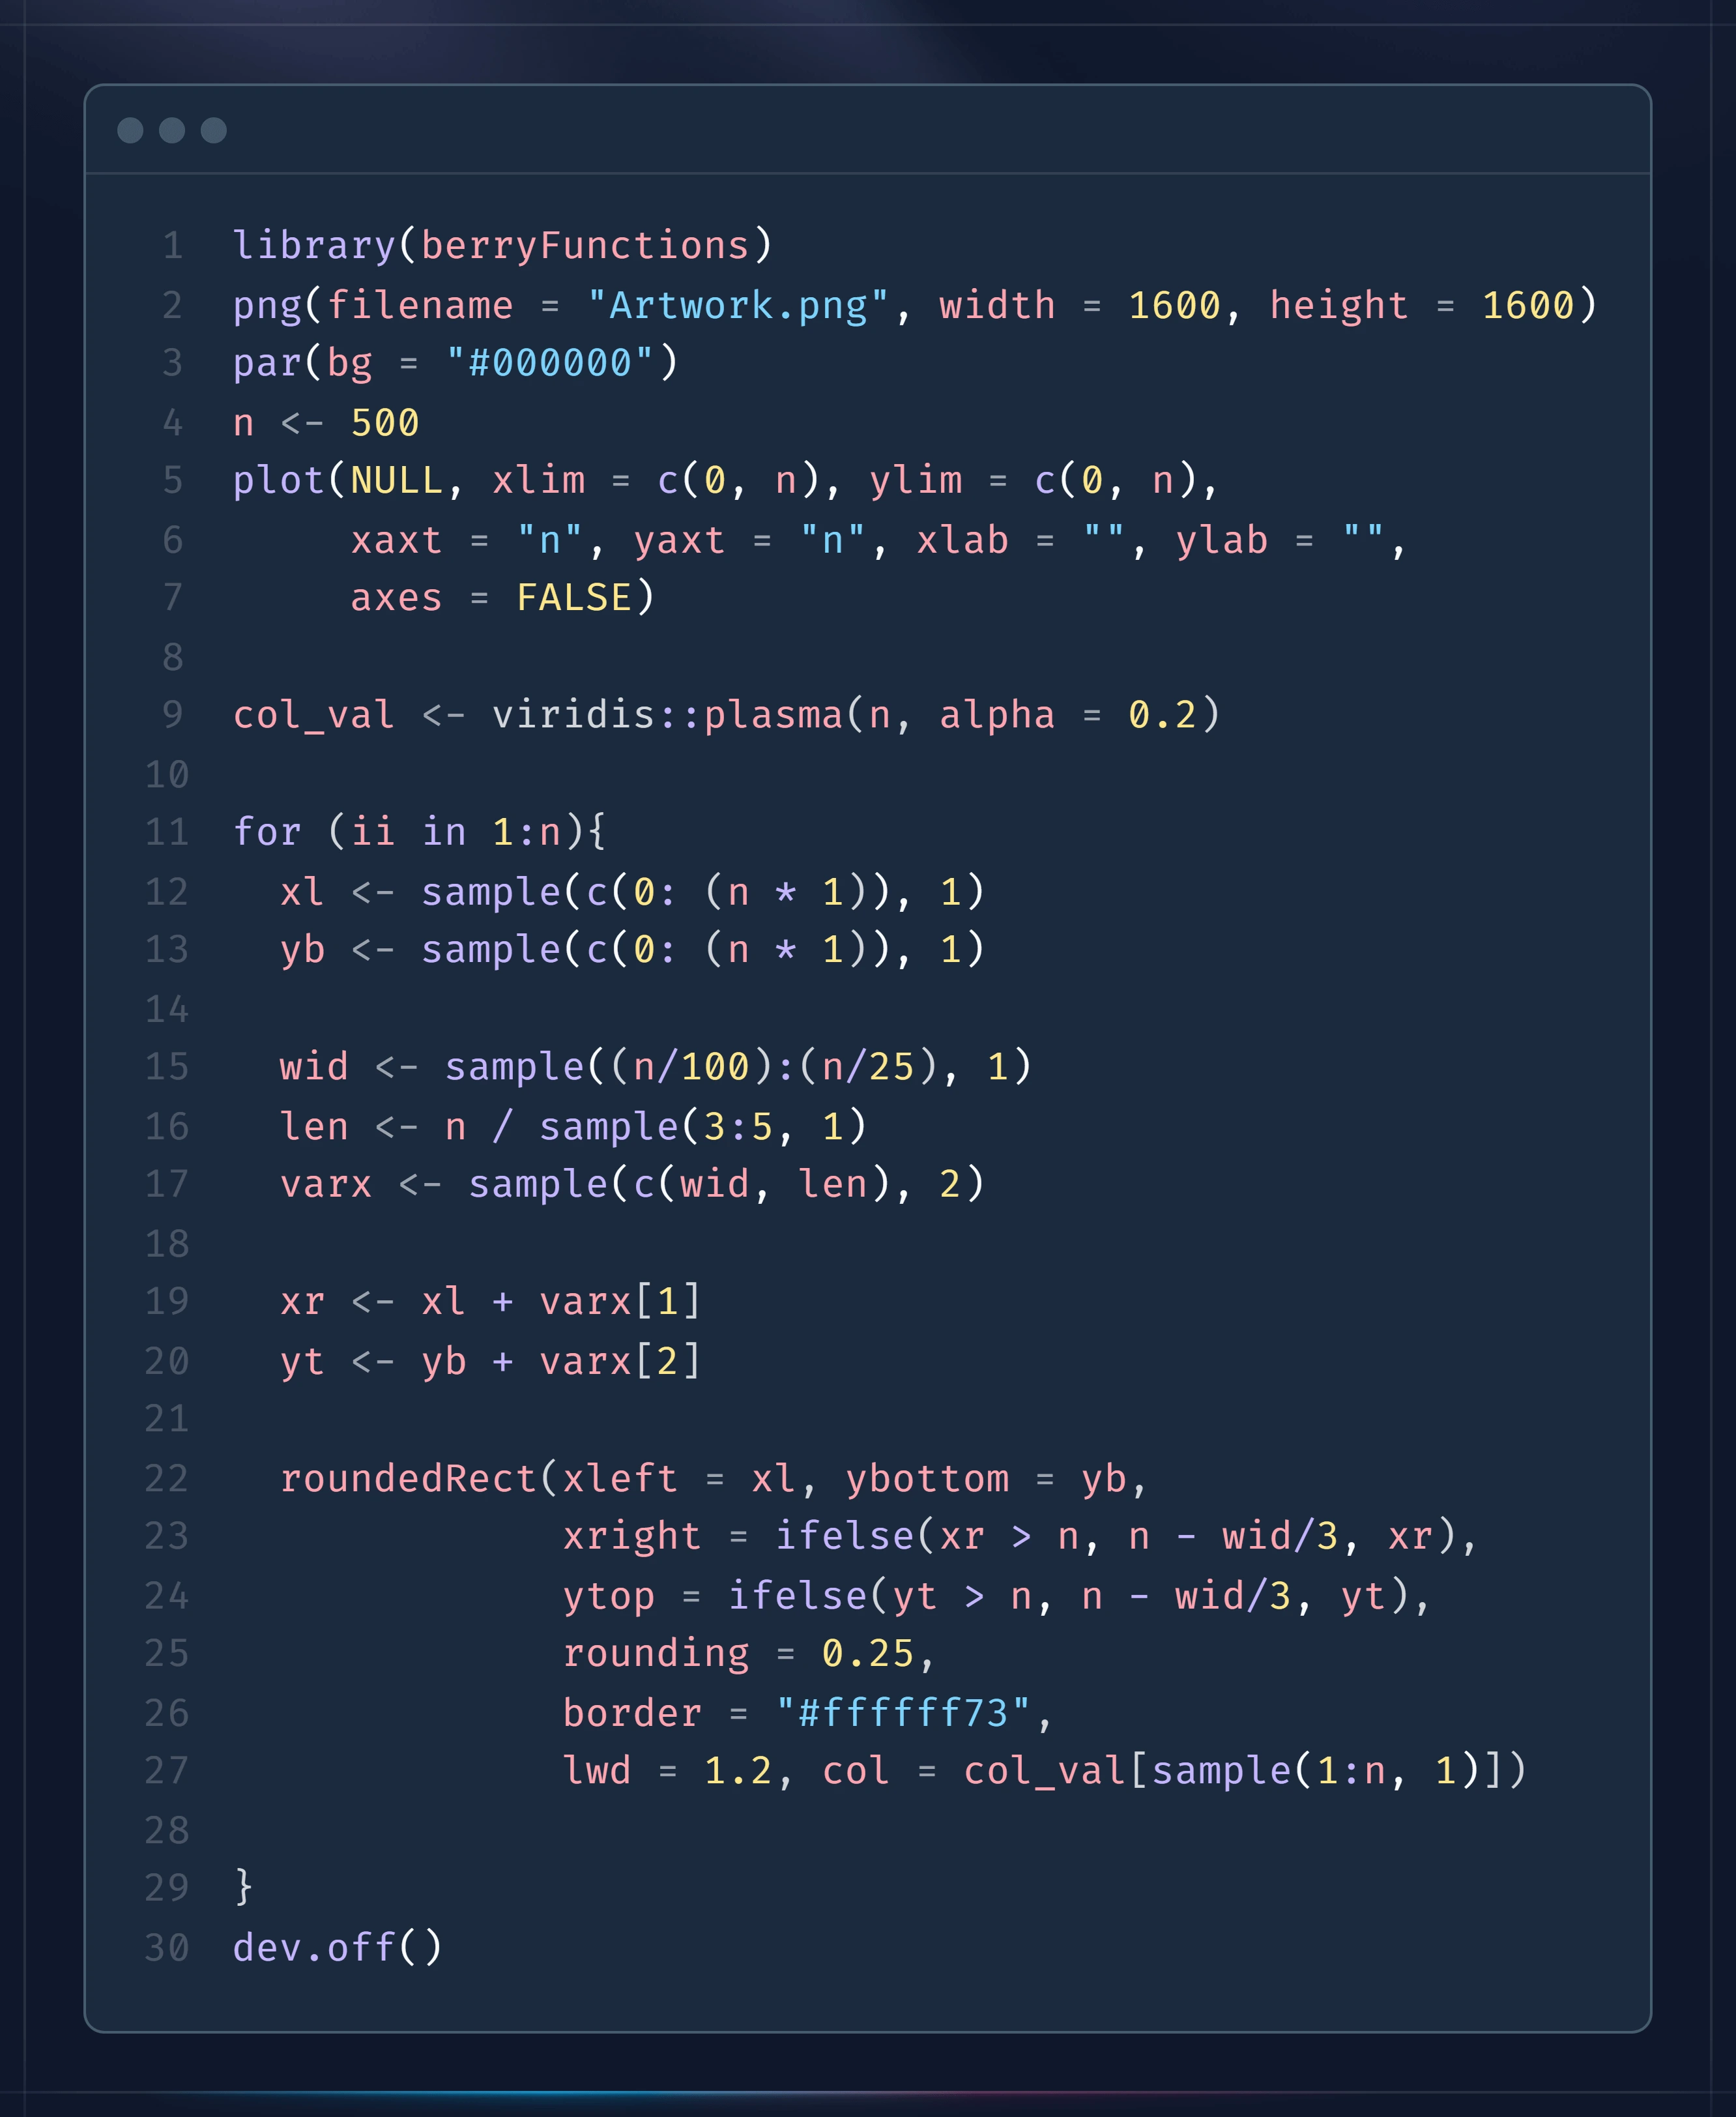 1 library(berryFunctions)
2 png(filename = "Artwork.png", width = 1600, height = 1600)
3 par(bg = "#000000")
4 n <- 500
5 plot(NULL, xlim = c(0, n), ylim = c(0, n),
6      xaxt = "n", yaxt = "n", xlab = "", ylab = "",
7      axes = FALSE)
8
9 col_val <- viridis::plasma(n, alpha = 0.2)
10
11 for (ii in 1:n){
12   xl <- sample(c(0: (n * 1)), 1)
13   yb <- sample(c(0: (n * 1)), 1)
14
15   wid <- sample((n/100):(n/25), 1)
16   len <- n / sample(3:5, 1)
17   varx <- sample(c(wid, len), 2)
18
19   xr <- xl + varx[1]
20   yt <- yb + varx[2]
21
22   roundedRect(xleft = xl, ybottom = yb,
23               xright = ifelse(xr > n, n - wid/3, xr),
24               ytop = ifelse(yt > n, n - wid/3, yt),
25               rounding = 0.25,
26               border = "#ffffff73",
27               lwd = 1.2, col = col_val[sample(1:n, 1)])
28
29 }
30 dev.off()